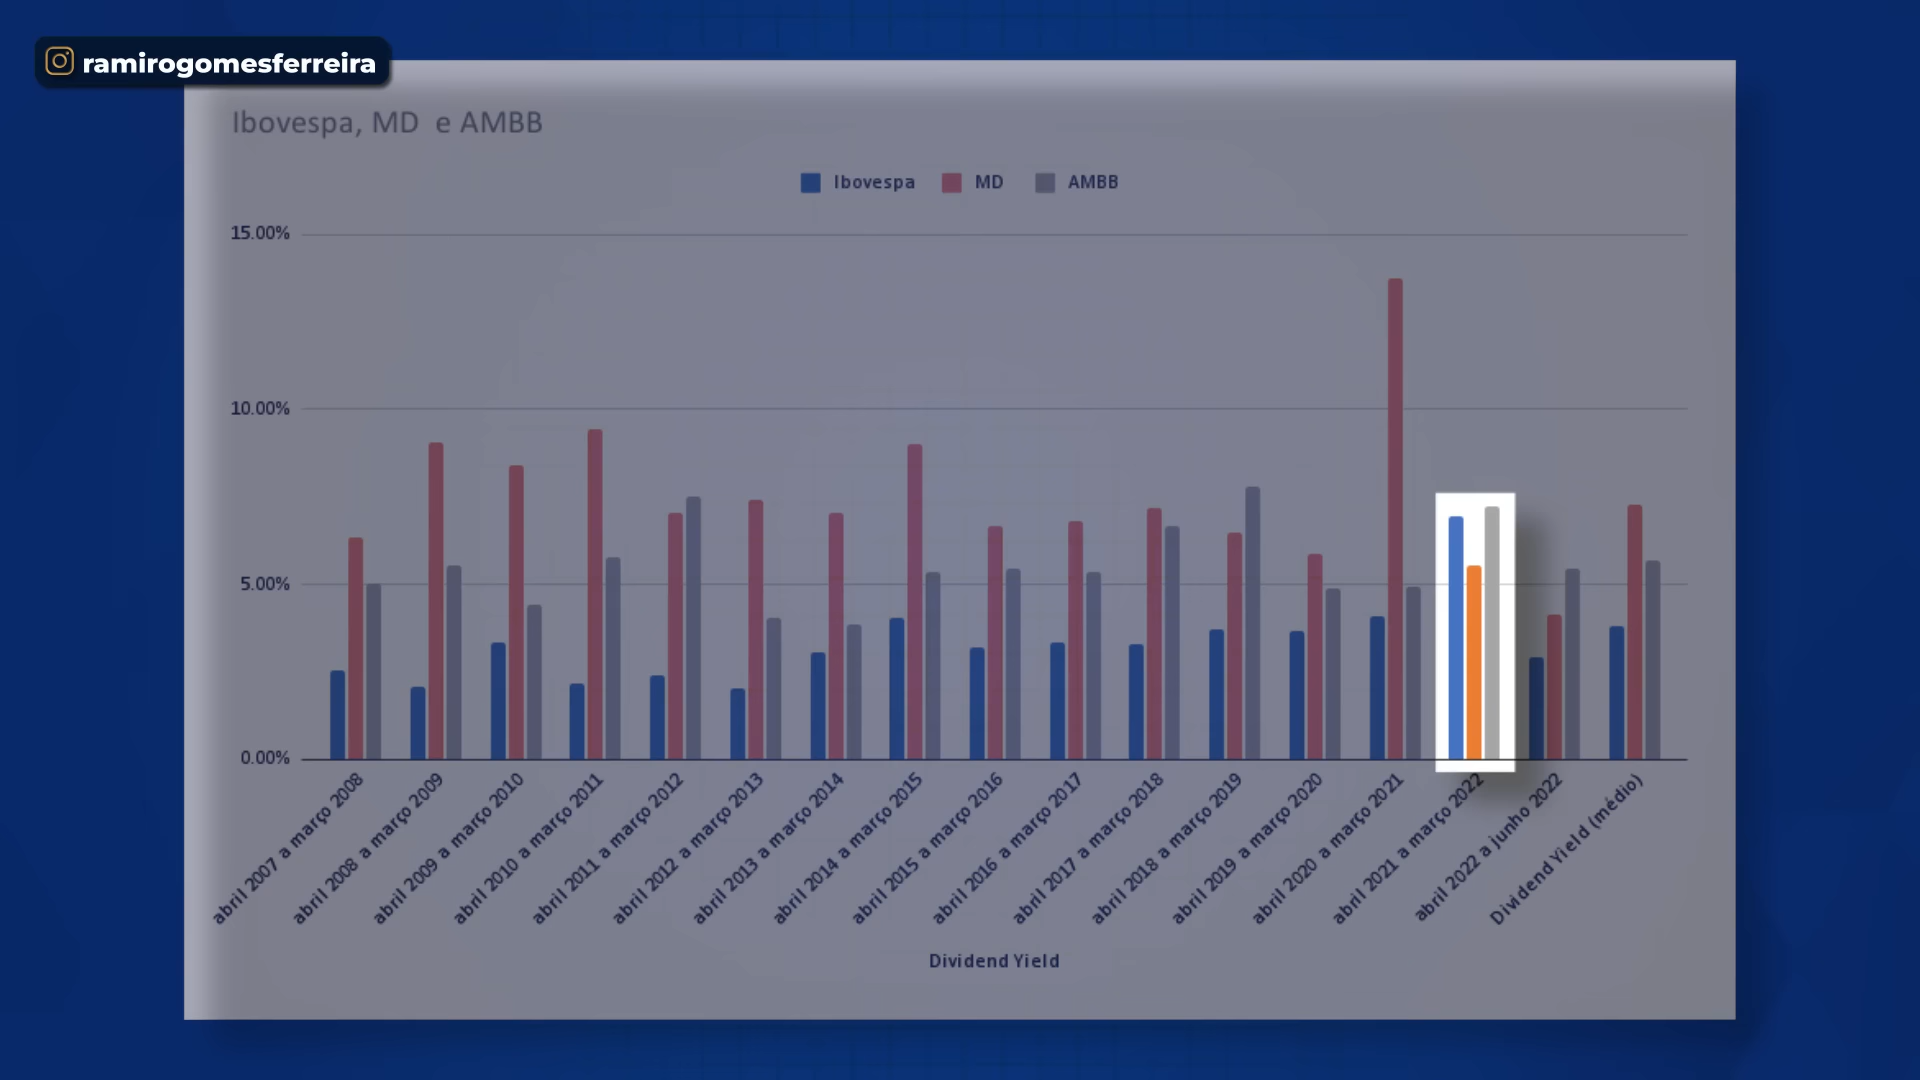 ramirogomesferreira
Ibovespa, MD e AMBB
Ibovespa MD AMBB
15.00%
10.00%
5.00%
0.00%
abril 2007 a março 2008
abril 2008 a março 2009
abril 2009 a março 2010
abril 2010 a março 2011
abril 2011 a março 2012
abril 2012 a março 2013
abril 2013 a março 2014
abril 2014 a março 2015
abril 2015 a março 2016
abril 2016 a março 2017
abril 2017 a março 2018
abril 2018 a março 2019
abril 2019 a março 2020
abril 2020 a março 2021
abril 2021 a março 2022
abril 2022 a junho 2022
Dividend Yield (médio)
Dividend Yield